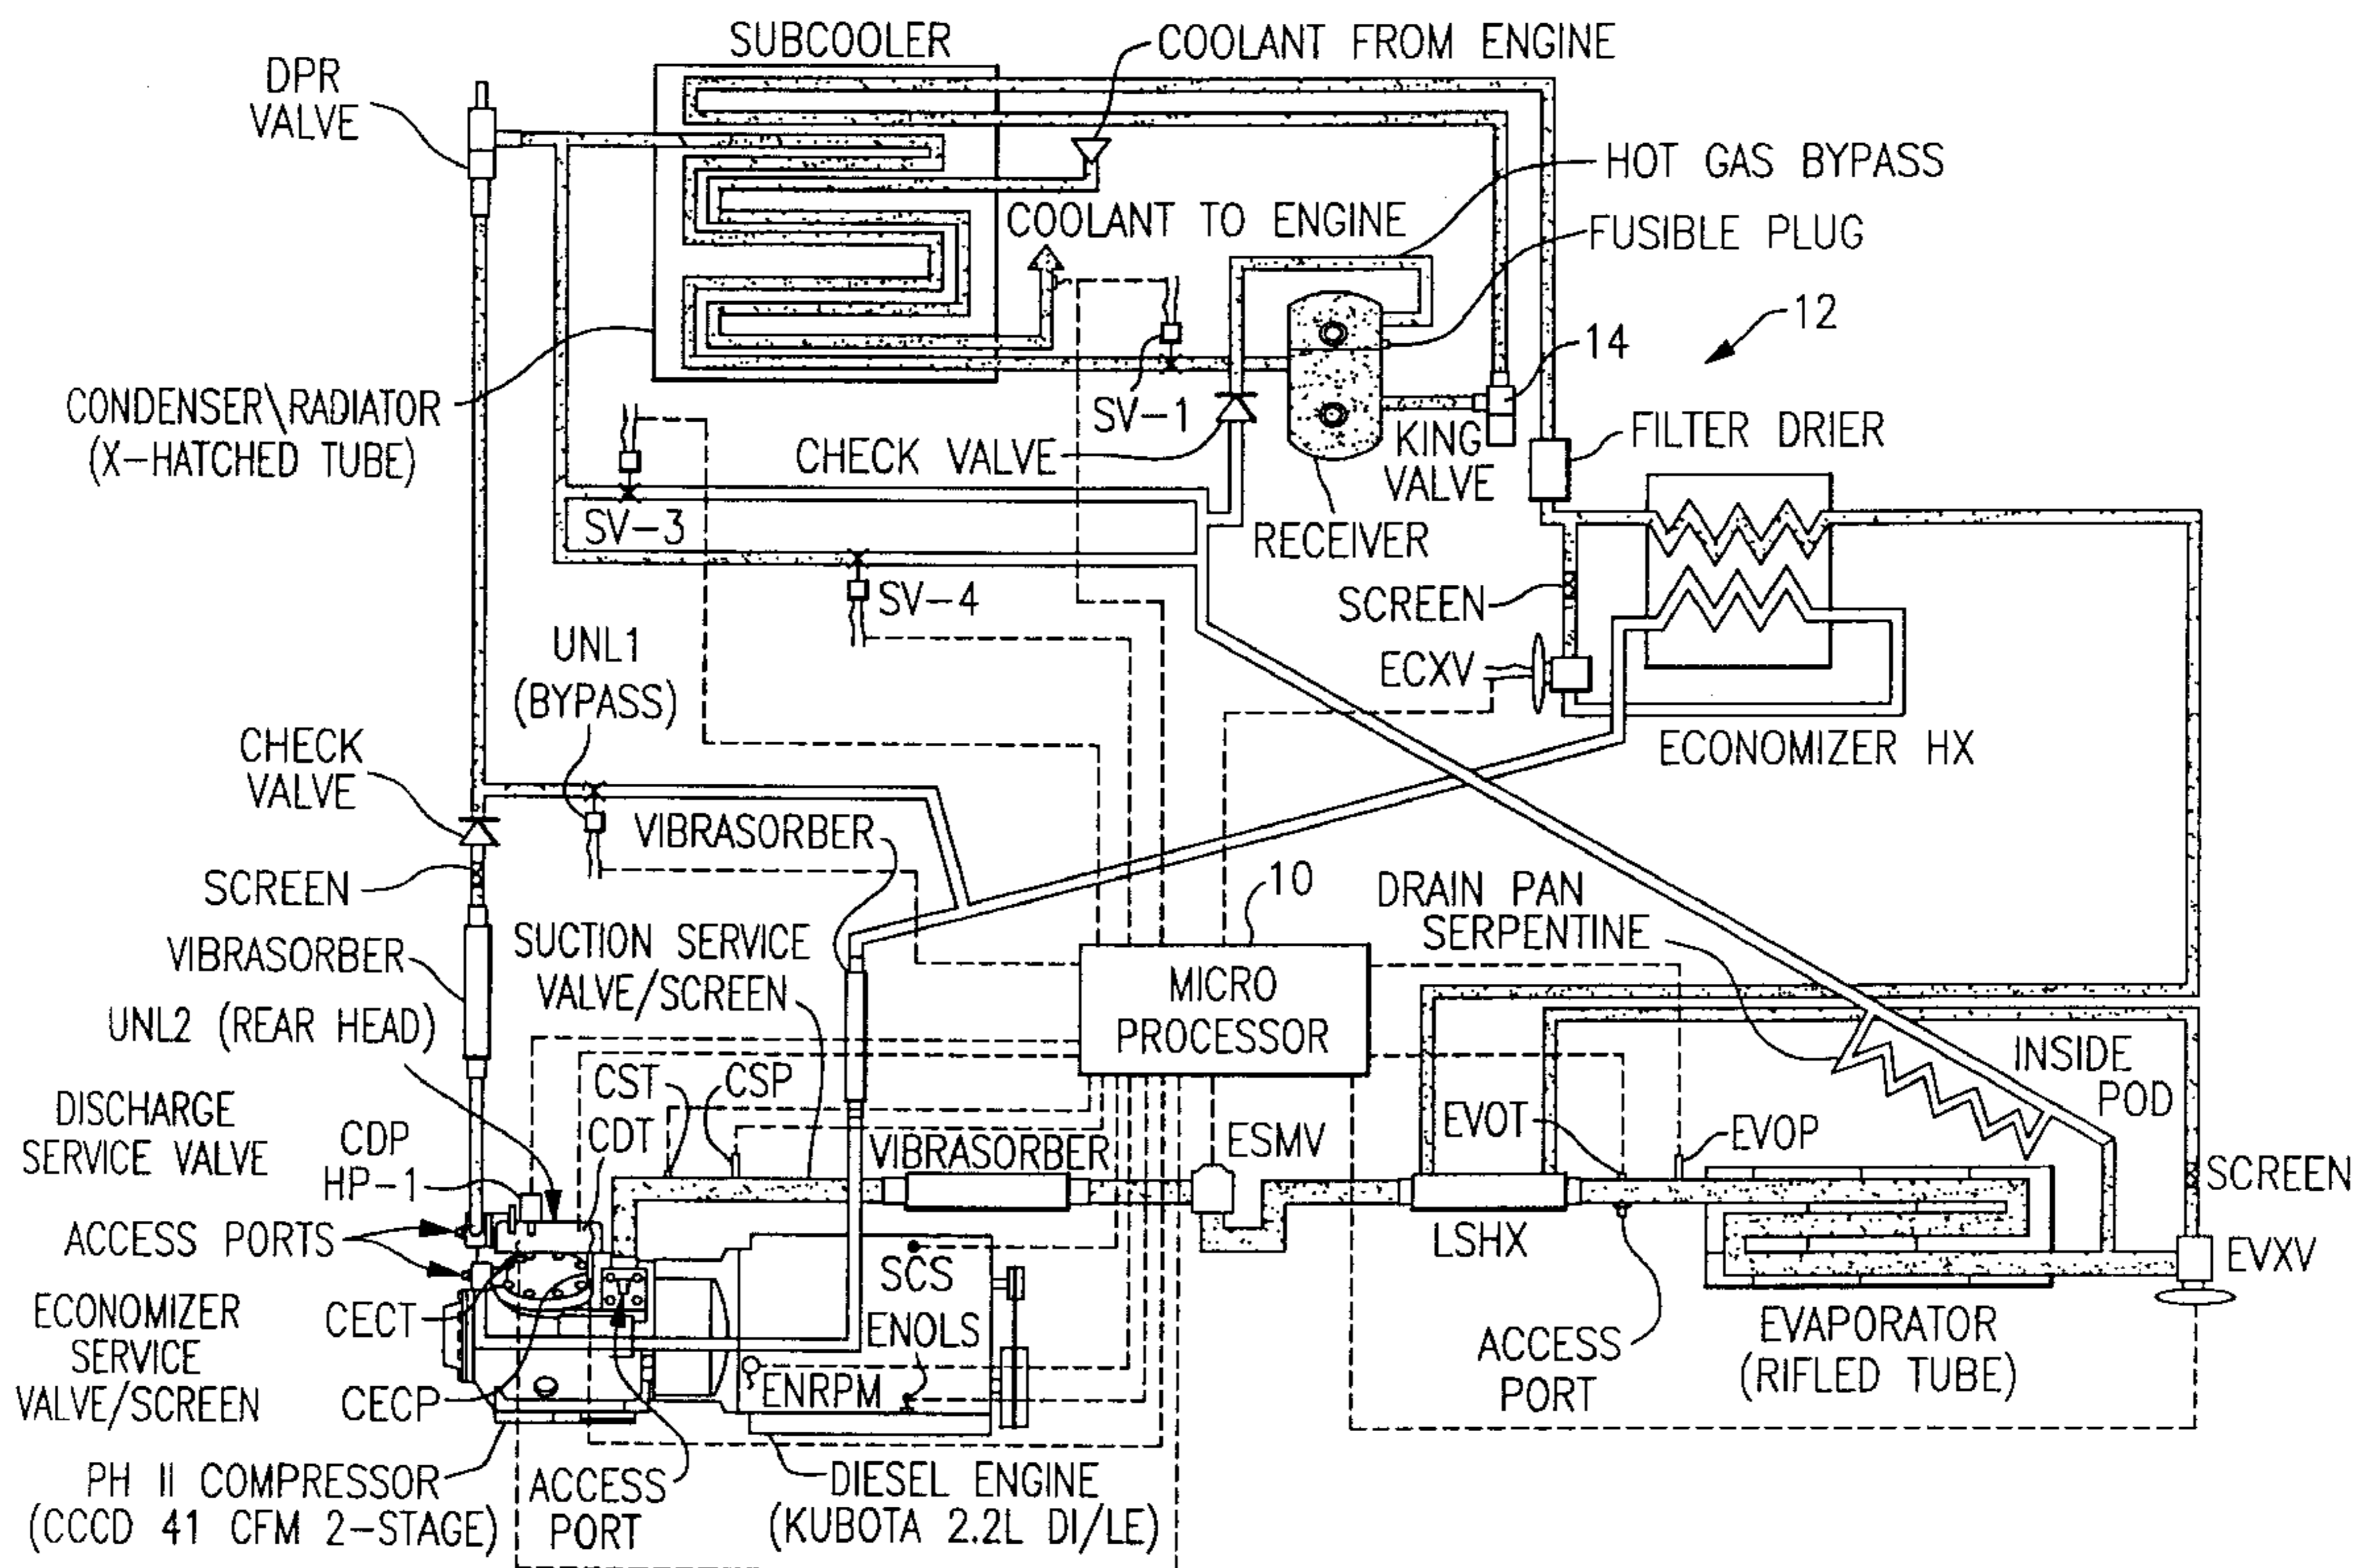 SUBCOOLER
COOLANT FROM ENGINE
DPR
VALVE
HOT GAS BYPASS
COOLANT TO ENGINE
FUSIBLE PLUG
12
14
CONDENSER\RADIATOR
(X-HATCHED TUBE)
SV-1
CHECK VALVE
KING
VALVE
FILTER DRIER
SV-3
RECEIVER
SV-4
SCREEN
UNL1
(BYPASS)
ECXV
CHECK
VALVE
ECONOMIZER HX
VIBRASORBER
SCREEN
10
DRAIN PAN
SERPENTINE
SUCTION SERVICE
VALVE/SCREEN
VIBRASORBER
MICRO
PROCESSOR
UNL2 (REAR HEAD)
INSIDE
POD
CST
CSP
DISCHARGE
SERVICE VALVE
CDP
HP-1
CDT
VIBRASORBER
ESMV
EVOT
EVOP
SCREEN
ACCESS PORTS
LSHX
EVXV
SCS
ECONOMIZER
SERVICE
VALVE/SCREEN
CECT
ENOLS
ACCESS
PORT
EVAPORATOR
(RIFLED TUBE)
CECP
ENRPM
PH II COMPRESSOR
(CCCD 41 CFM 2-STAGE)
ACCESS
PORT
DIESEL ENGINE
(KUBOTA 2.2L DI/LE)